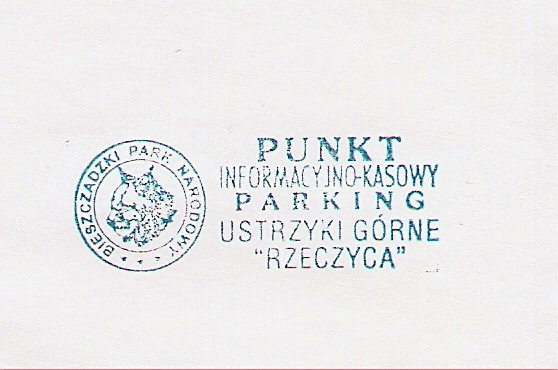 BIESZCZADZKI PARK NARODOWY
PUNKT
INFORMACYJNO-KASOWY
PARKING
USTRZYKI GÓRNE
"RZECZYCA"